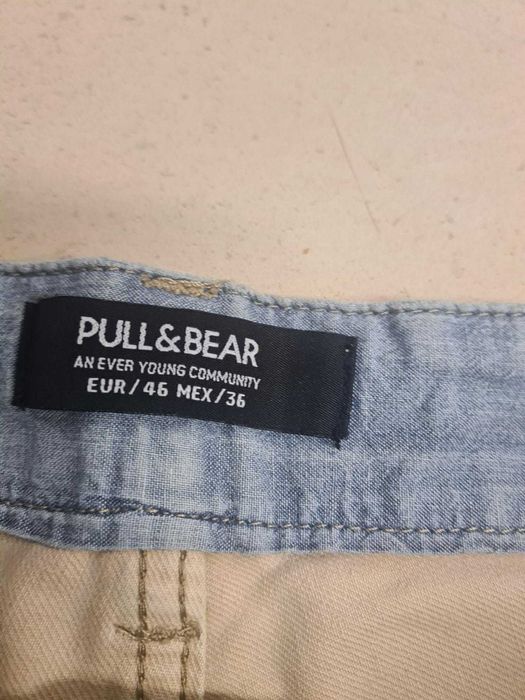 PULL&BEAR
AN EVER YOUNG COMMUNITY
EUR/46 MEX/36